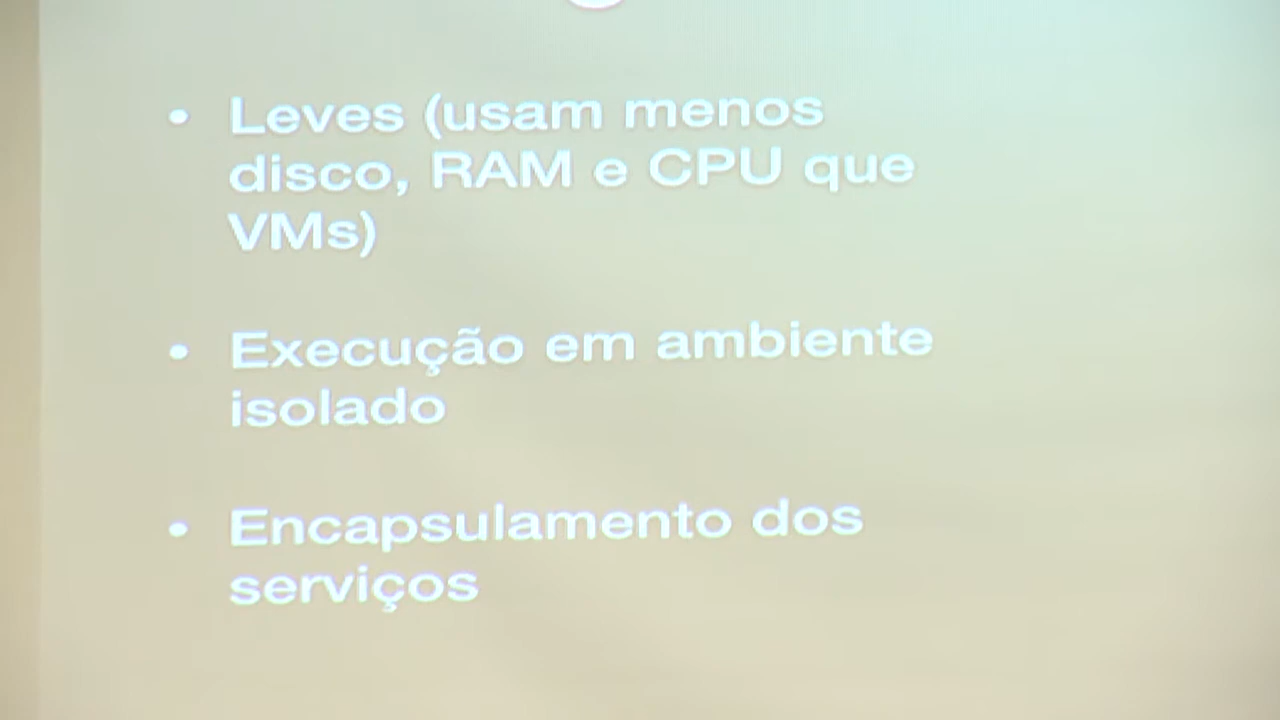 • Leves (usam menos
disco, RAM e CPU que
VMs)
• Execução em ambiente
isolado
• Encapsulamento dos
serviços